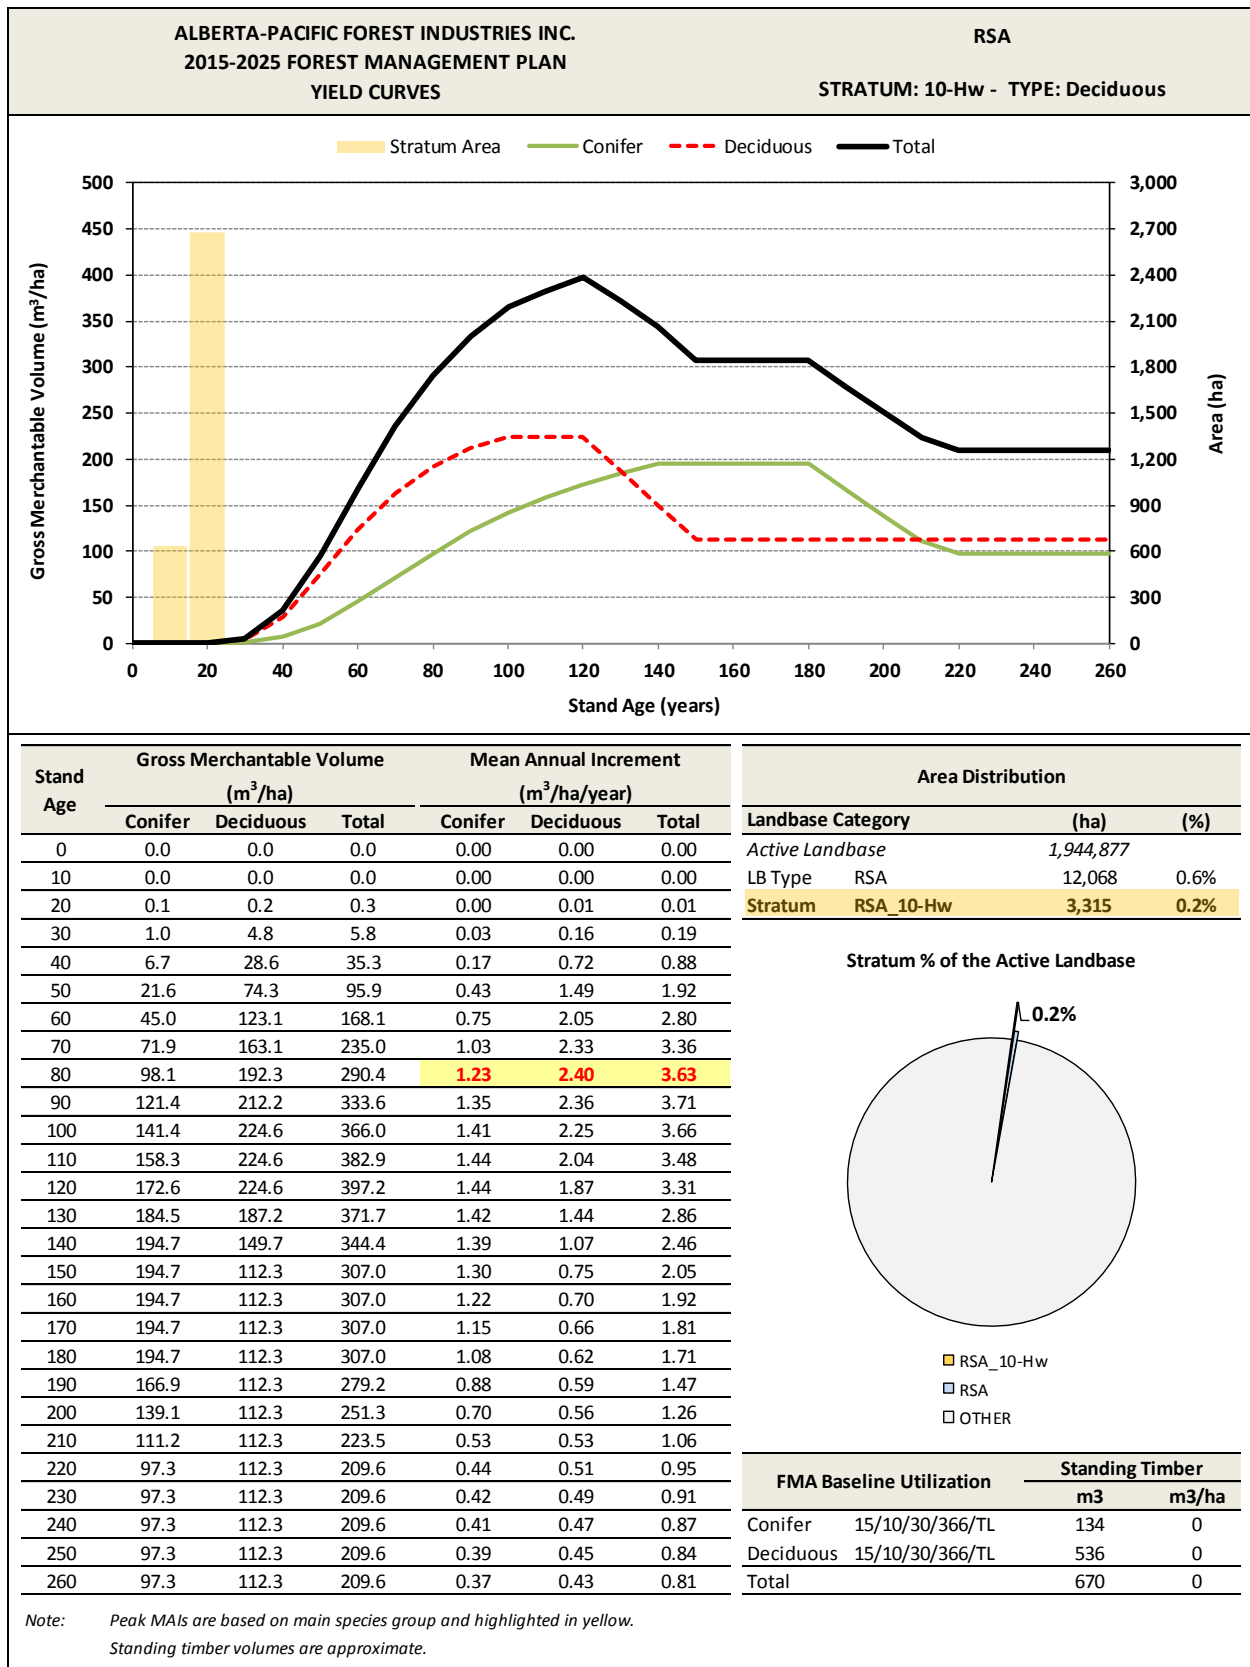 ALBERTA-PACIFIC FOREST INDUSTRIES INC.
2015-2025 FOREST MANAGEMENT PLAN
YIELD CURVES
RSA
STRATUM: 10-Hw - TYPE: Deciduous
Stratum Area Conifer Deciduous Total
Gross Merchantable Volume (m³/ha)
500
450
400
350
300
250
200
150
100
50
0
3,000
2,700
2,400
2,100
1,800
1,500
1,200
900
600
300
0
Area (ha)
0 20 40 60 80 100 120 140 160 180 200 220 240 260
Stand Age (years)
Stand Age Gross Merchantable Volume (m³/ha) Mean Annual Increment (m³/ha/year)
Conifer Deciduous Total Conifer Deciduous Total
0 0.0 0.0 0.0 0.00 0.00 0.00
10 0.0 0.0 0.0 0.00 0.00 0.00
20 0.1 0.2 0.3 0.00 0.01 0.01
30 1.0 4.8 5.8 0.03 0.16 0.19
40 6.7 28.6 35.3 0.17 0.72 0.88
50 21.6 74.3 95.9 0.43 1.49 1.92
60 45.0 123.1 168.1 0.75 2.05 2.80
70 71.9 163.1 235.0 1.03 2.33 3.36
80 98.1 192.3 290.4 1.23 2.40 3.63
90 121.4 212.2 333.6 1.35 2.36 3.71
100 141.4 224.6 366.0 1.41 2.25 3.66
110 158.3 224.6 382.9 1.44 2.04 3.48
120 172.6 224.6 397.2 1.44 1.87 3.31
130 184.5 187.2 371.7 1.42 1.44 2.86
140 194.7 149.7 344.4 1.39 1.07 2.46
150 194.7 112.3 307.0 1.30 0.75 2.05
160 194.7 112.3 307.0 1.22 0.70 1.92
170 194.7 112.3 307.0 1.15 0.66 1.81
180 194.7 112.3 307.0 1.08 0.62 1.71
190 166.9 112.3 279.2 0.88 0.59 1.47
200 139.1 112.3 251.3 0.70 0.56 1.26
210 111.2 112.3 223.5 0.53 0.53 1.06
220 97.3 112.3 209.6 0.44 0.51 0.95
230 97.3 112.3 209.6 0.42 0.49 0.91
240 97.3 112.3 209.6 0.41 0.47 0.87
250 97.3 112.3 209.6 0.39 0.45 0.84
260 97.3 112.3 209.6 0.37 0.43 0.81
Area Distribution
Landbase Category (ha) (%)
Active Landbase 1,944,877
LB Type RSA 12,068 0.6%
Stratum RSA_10-Hw 3,315 0.2%
Stratum % of the Active Landbase
0.2%
RSA_10-Hw
RSA
OTHER
FMA Baseline Utilization Standing Timber
m3 m3/ha
Conifer 15/10/30/366/TL 134 0
Deciduous 15/10/30/366/TL 536 0
Total 670 0
Note: Peak MAIs are based on main species group and highlighted in yellow.
Standing timber volumes are approximate.